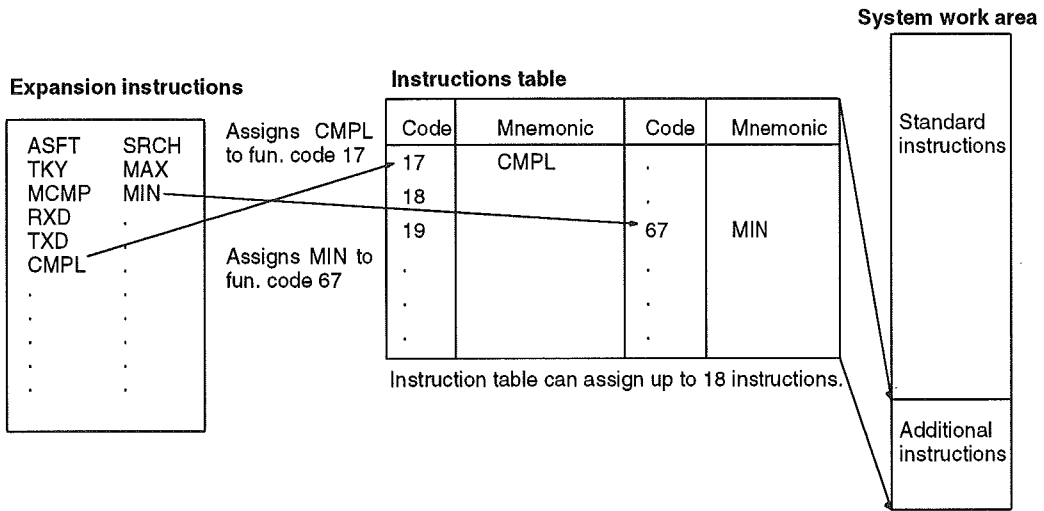 System work area
Expansion instructions
Instructions table
ASFT SRCH
TKY MAX
MCMP MIN
RXD .
TXD .
CMPL .
. .
. .
. .
. .
. .
Assigns CMPL
to fun. code 17
Assigns MIN to
fun. code 67
Code Mnemonic Code Mnemonic
17 CMPL .
18 .
19 67 MIN
. .
. .
. .
Instruction table can assign up to 18 instructions.
Standard
instructions
Additional
instructions